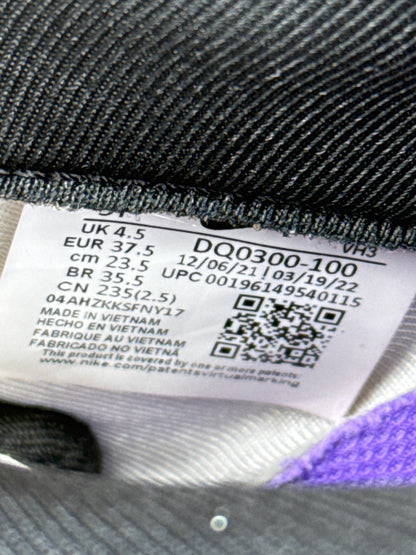 UK 4.5
EUR 37.5
cm 23.5
BR 35.5
CN 235(2.5)
04AHZKKSFNY17
MADE IN VIETNAM
HECHO EN VIETNAM
FABRIQUE AU VIETNAM
FABRICADO NO VIETNÃ
This product is covered by one or more patents:
www.nike.com/patentsvirtualmarking
VH3
DQ0300-100
12/06/21 | 03/19/22
UPC 00196149540115